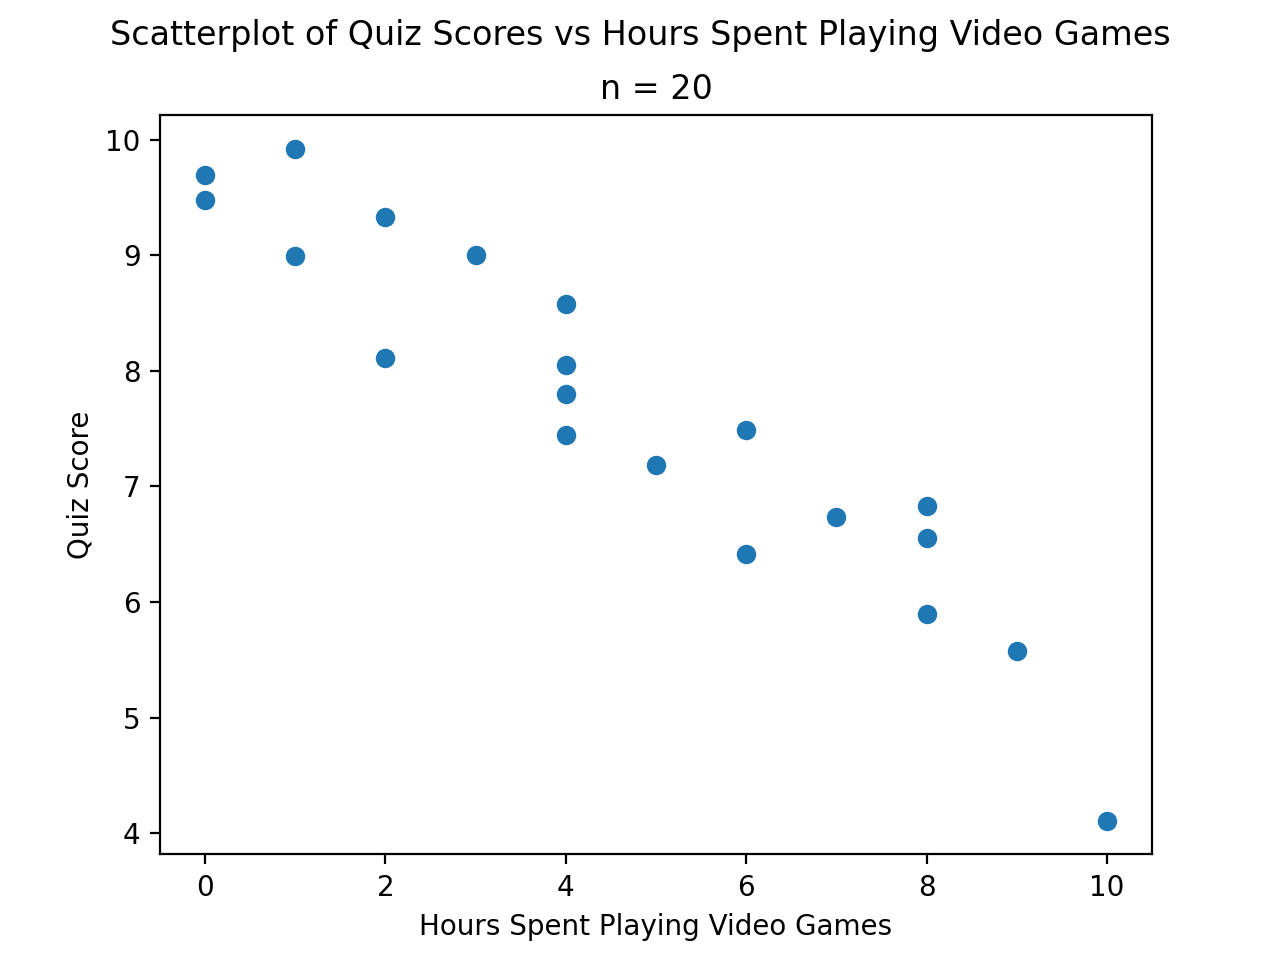 Scatterplot of Quiz Scores vs Hours Spent Playing Video Games
n = 20
10
9
8
7
6
5
4
Quiz Score
0 2 4 6 8 10
Hours Spent Playing Video Games